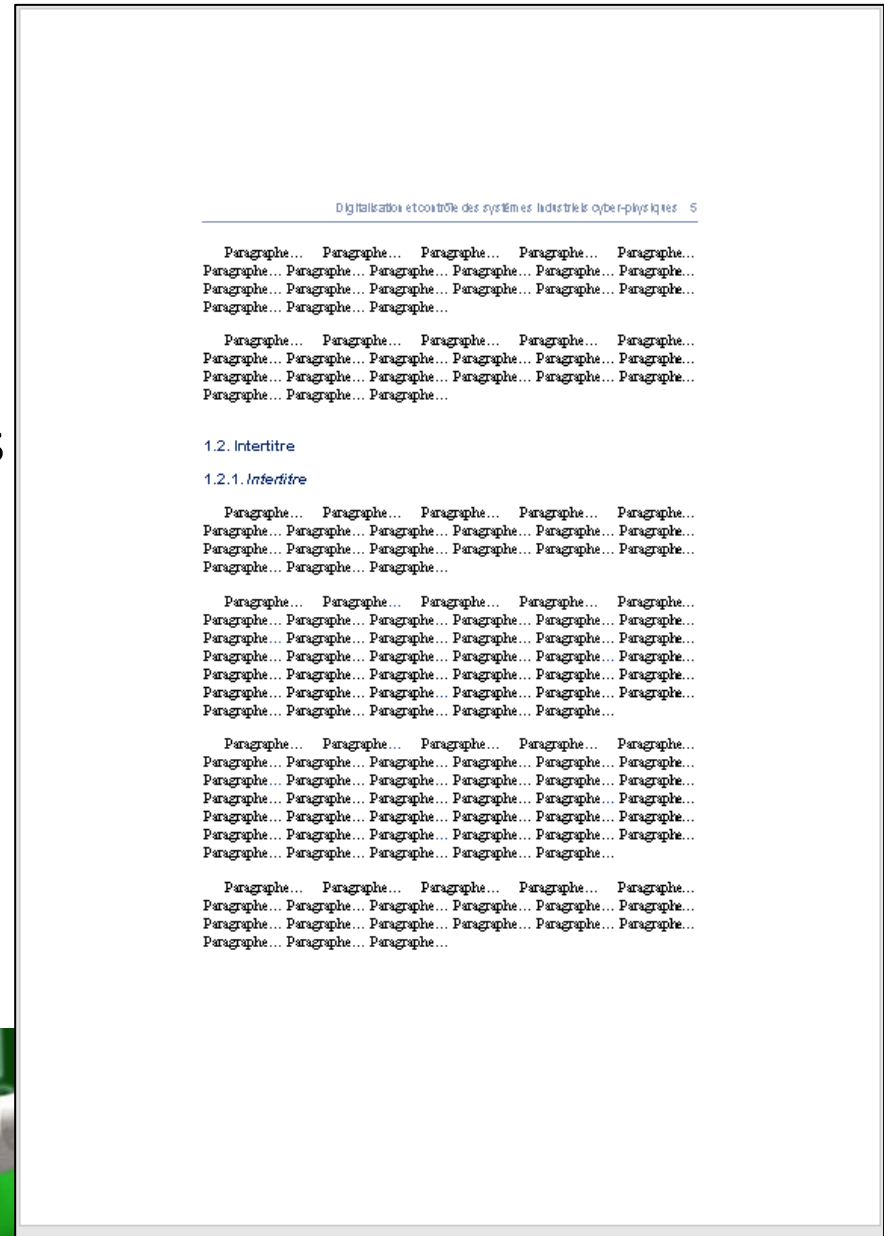 Digitalisation et contrôle des systèmes industriels cyber-physiques 5
Paragraphe… Paragraphe… Paragraphe… Paragraphe… Paragraphe…
Paragraphe… Paragraphe… Paragraphe… Paragraphe… Paragraphe… Paragraphe…
Paragraphe… Paragraphe… Paragraphe… Paragraphe… Paragraphe… Paragraphe…
Paragraphe… Paragraphe… Paragraphe…
Paragraphe… Paragraphe… Paragraphe… Paragraphe… Paragraphe…
Paragraphe… Paragraphe… Paragraphe… Paragraphe… Paragraphe… Paragraphe…
Paragraphe… Paragraphe… Paragraphe… Paragraphe… Paragraphe… Paragraphe…
Paragraphe… Paragraphe… Paragraphe…
s
1.2. Intertitre
1.2.1. Intertitre
Paragraphe… Paragraphe… Paragraphe… Paragraphe… Paragraphe…
Paragraphe… Paragraphe… Paragraphe… Paragraphe… Paragraphe… Paragraphe…
Paragraphe… Paragraphe… Paragraphe… Paragraphe… Paragraphe… Paragraphe…
Paragraphe… Paragraphe… Paragraphe…
Paragraphe… Paragraphe… Paragraphe… Paragraphe… Paragraphe…
Paragraphe… Paragraphe… Paragraphe… Paragraphe… Paragraphe… Paragraphe…
Paragraphe… Paragraphe… Paragraphe… Paragraphe… Paragraphe… Paragraphe…
Paragraphe… Paragraphe… Paragraphe… Paragraphe… Paragraphe… Paragraphe…
Paragraphe… Paragraphe… Paragraphe… Paragraphe… Paragraphe… Paragraphe…
Paragraphe… Paragraphe… Paragraphe… Paragraphe… Paragraphe… Paragraphe…
Paragraphe… Paragraphe… Paragraphe… Paragraphe… Paragraphe…
Paragraphe… Paragraphe… Paragraphe… Paragraphe… Paragraphe…
Paragraphe… Paragraphe… Paragraphe… Paragraphe… Paragraphe… Paragraphe…
Paragraphe… Paragraphe… Paragraphe… Paragraphe… Paragraphe… Paragraphe…
Paragraphe… Paragraphe… Paragraphe… Paragraphe… Paragraphe… Paragraphe…
Paragraphe… Paragraphe… Paragraphe… Paragraphe… Paragraphe… Paragraphe…
Paragraphe… Paragraphe… Paragraphe… Paragraphe… Paragraphe… Paragraphe…
Paragraphe… Paragraphe… Paragraphe… Paragraphe… Paragraphe…
Paragraphe… Paragraphe… Paragraphe… Paragraphe… Paragraphe…
Paragraphe… Paragraphe… Paragraphe… Paragraphe… Paragraphe… Paragraphe…
Paragraphe… Paragraphe… Paragraphe… Paragraphe… Paragraphe… Paragraphe…
Paragraphe… Paragraphe… Paragraphe…